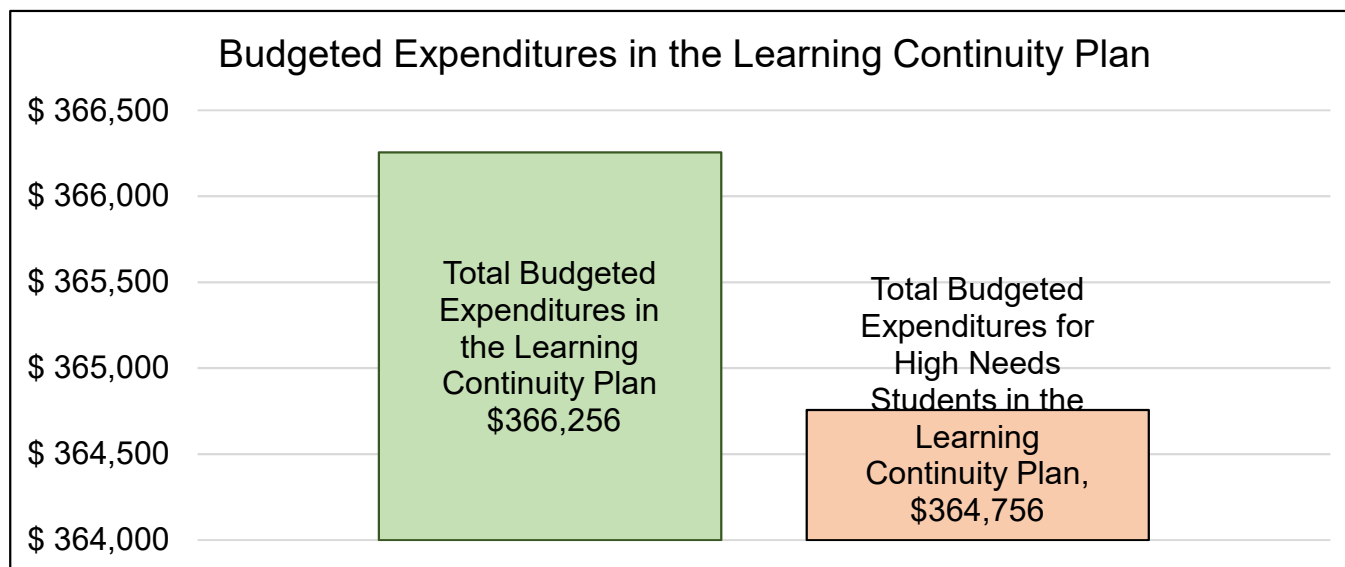 Budgeted Expenditures in the Learning Continuity Plan
$ 366,500
$ 366,000
$ 365,500
$ 365,000
$ 364,500
$ 364,000
Total Budgeted
Expenditures in
the Learning
Continuity Plan
$366,256
Total Budgeted
Expenditures for
High Needs
Students in the
Learning
Continuity Plan,
$364,756